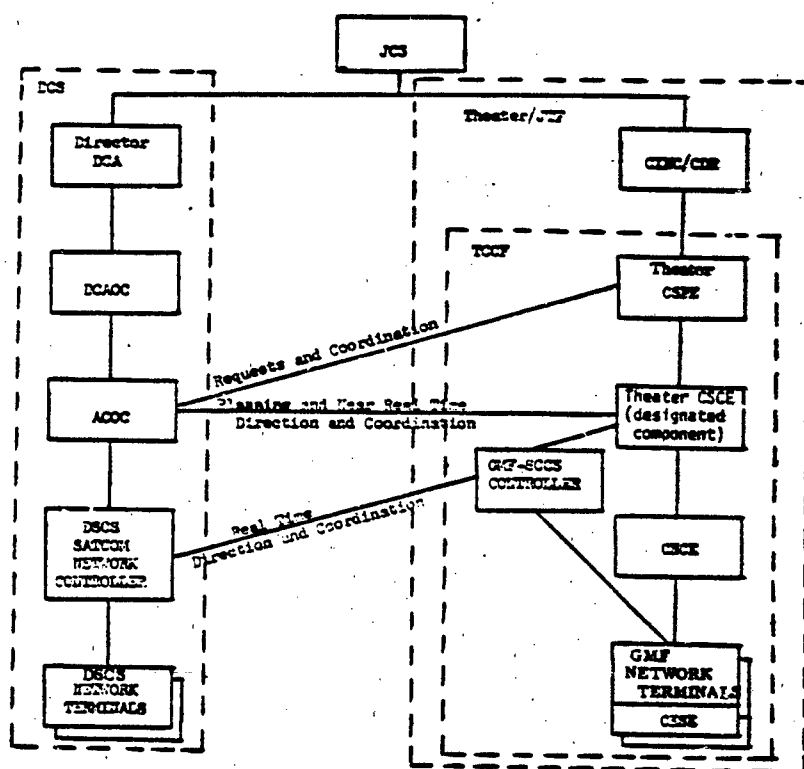 JCS
DCS
Theater/JTF
Director
DCA
CINC/CDR
TCCF
Theater
CSPE
DCAOC
Requests and Coordination
ACOC
Planning and Near Real Time
Direction and Coordination
Theater CSCE
(designated
component)
GMF-SCCS
CONTROLLER
DSCS
SATCOM
NETWORK
CONTROLLER
Real Time
Direction and Coordination
CSCE
DSCS
NETWORK
TERMINALS
GMF
NETWORK
TERMINALS